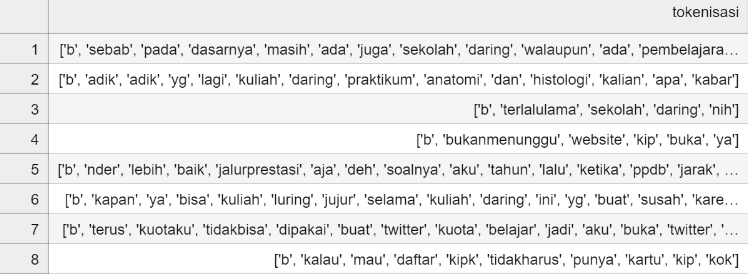 tokenisasi
1 ['b', 'sebab', 'pada', 'dasarnya', 'masih', 'ada', 'juga', 'sekolah', 'daring', 'walaupun', 'ada', 'pembelajara…
2 ['b', 'adik', 'adik', 'yg', 'lagi', 'kuliah', 'daring', 'praktikum', 'anatomi', 'dan', 'histologi', 'kalian', 'apa', 'kabar']
3 ['b', 'terlalulama', 'sekolah', 'daring', 'nih']
4 ['b', 'bukanmenunggu', 'website', 'kip', 'buka', 'ya']
5 ['b', 'nder', 'lebih', 'baik', 'jalurprestasi', 'aja', 'deh', 'soalnya', 'aku', 'tahun', 'lalu', 'ketika', 'ppdb', 'jarak', …
6 ['b', 'kapan', 'ya', 'bisa', 'kuliah', 'luring', 'jujur', 'selama', 'kuliah', 'daring', 'ini', 'yg', 'buat', 'susah', 'kare…
7 ['b', 'terus', 'kuotaku', 'tidakbisa', 'dipakai', 'buat', 'twitter', 'kuota', 'belajar', 'jadi', 'aku', 'buka', 'twitter', '…
8 ['b', 'kalau', 'mau', 'daftar', 'kipk', 'tidakharus', 'punya', 'kartu', 'kip', 'kok']